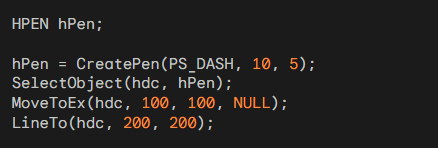 HPEN hPen;
hPen = CreatePen(PS_DASH, 10, 5);
SelectObject(hdc, hPen);
MoveToEx(hdc, 100, 100, NULL);
LineTo(hdc, 200, 200);